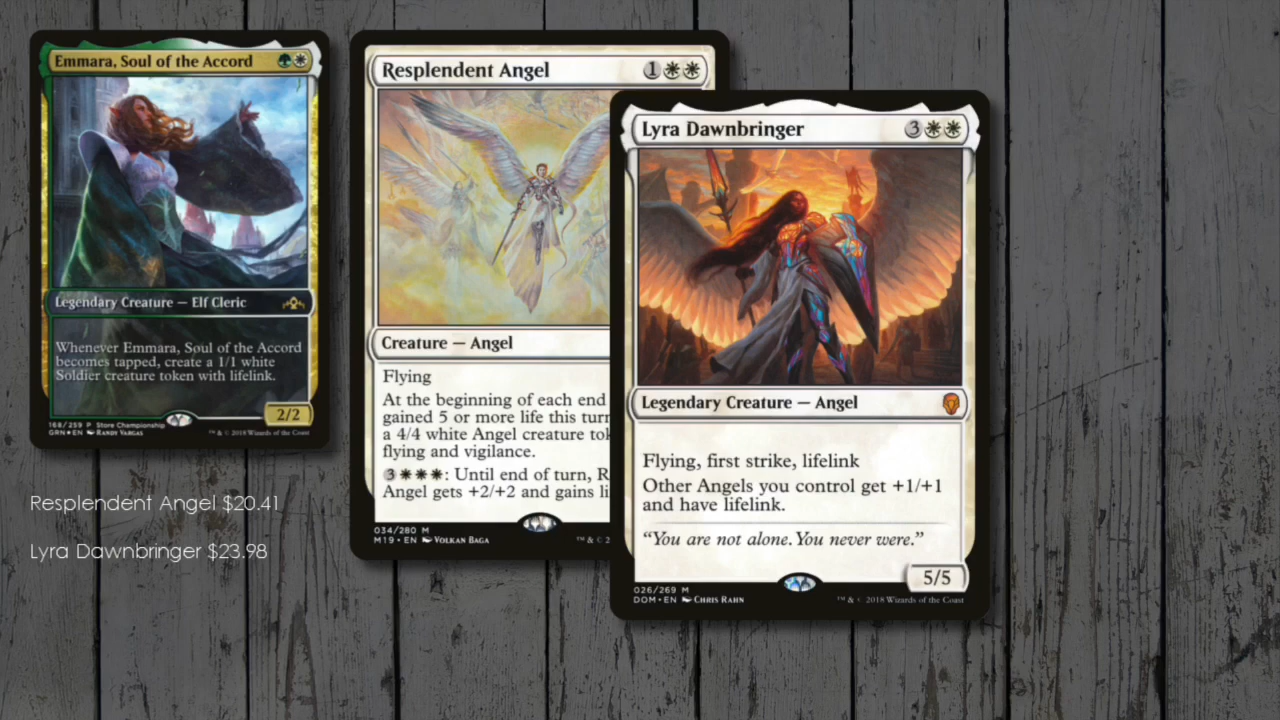 Emmara, Soul of the Accord
Legendary Creature — Elf Cleric
Whenever Emmara, Soul of the Accord
becomes tapped, create a 1/1 white
Soldier creature token with lifelink.
2/2
168/259 P Store Championship
GRN • EN Randy Vargas ™ & © 2018 Wizards of the Coast
Resplendent Angel $20.41
Lyra Dawnbringer $23.98
Resplendent Angel 1
Creature — Angel
Flying
At the beginning of each end
gained 5 or more life this turn
a 4/4 white Angel creature
flying and vigilance.
3 : Until end of turn,
Angel gets +2/+2 and gains
034/280 M
M19 • EN Volkan Baga ™ & ©
Lyra Dawnbringer 3
Legendary Creature — Angel
Flying, first strike, lifelink
Other Angels you control get +1/+1
and have lifelink.
“You are not alone. You never were.”
5/5
026/269 M
DOM • EN Chris Rahn ™ & © 2018 Wizards of the Coast